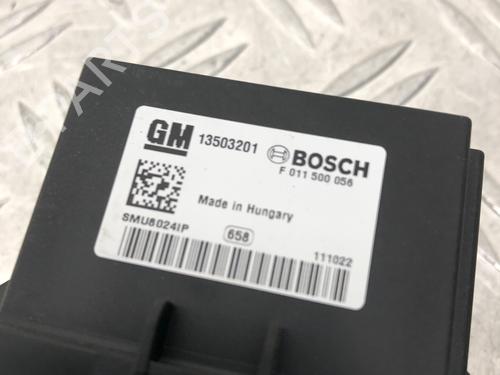 GM 13503201 BOSCH
F 011 500 056
Made in Hungary
SMU8024IP
658
111022